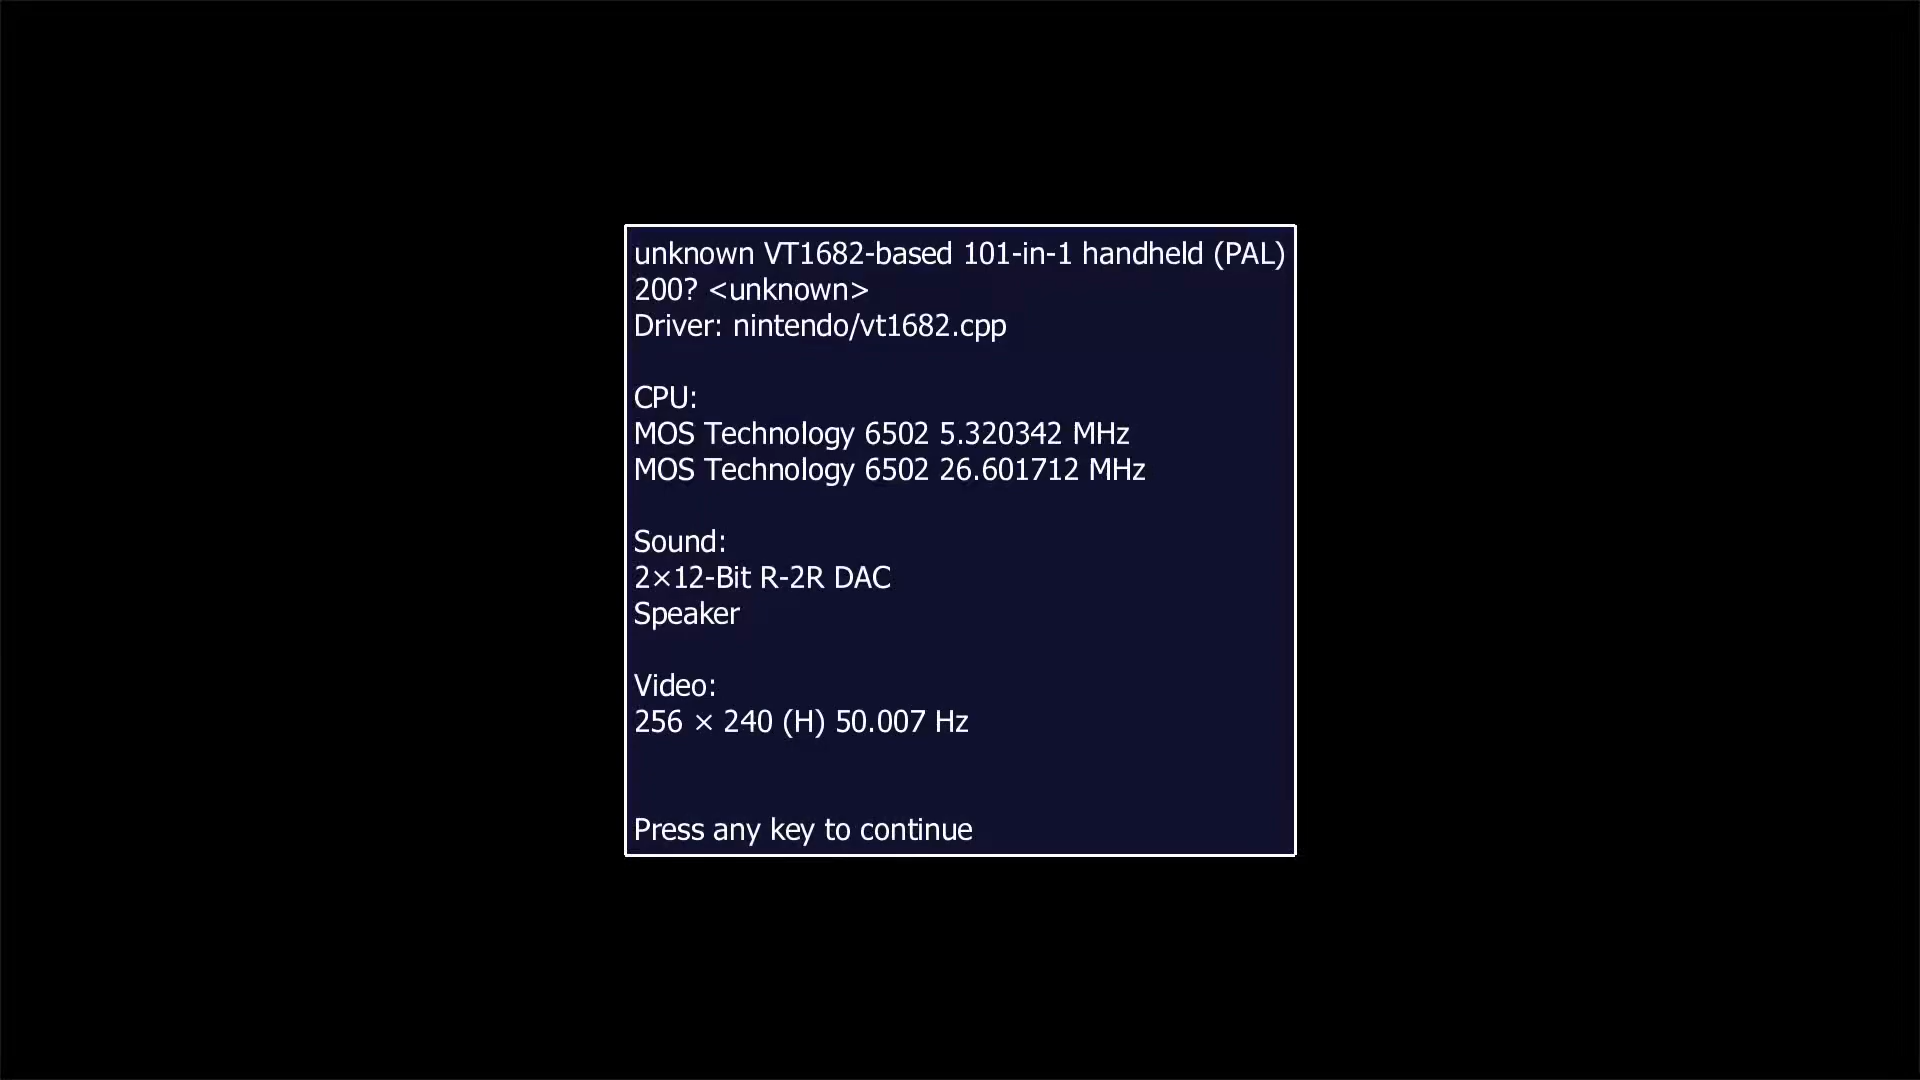 unknown VT1682-based 101-in-1 handheld (PAL)
200? <unknown>
Driver: nintendo/vt1682.cpp
CPU:
MOS Technology 6502 5.320342 MHz
MOS Technology 6502 26.601712 MHz
Sound:
2×12-Bit R-2R DAC
Speaker
Video:
256 × 240 (H) 50.007 Hz
Press any key to continue